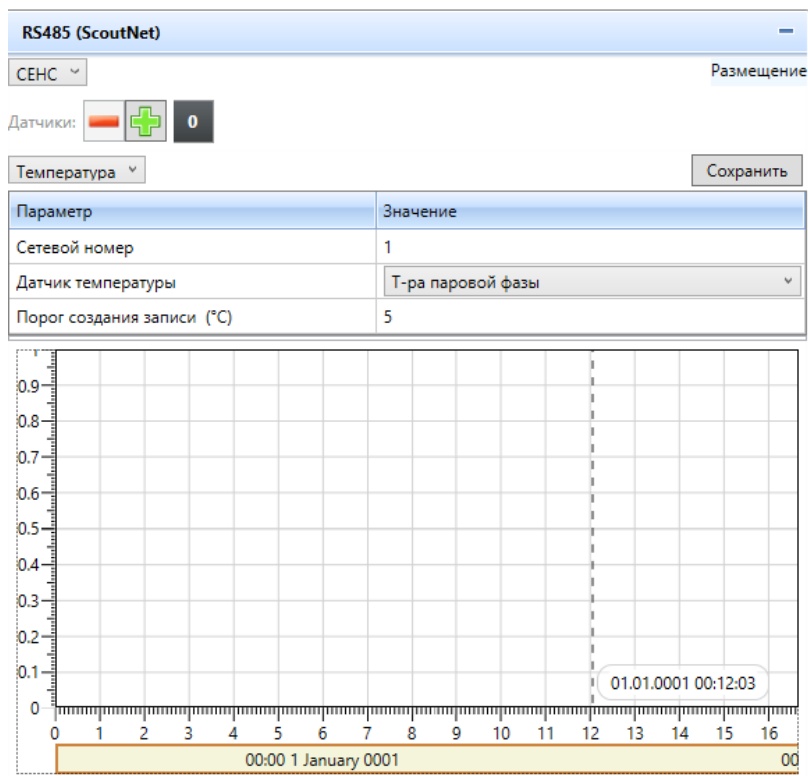 RS485 (ScoutNet)
СЕНС
Размещение
Датчики:
0
Температура
Сохранить
Параметр Значение
Сетевой номер 1
Датчик температуры Т-ра паровой фазы
Порог создания записи (°C) 5
1
0.9
0.8
0.7
0.6
0.5
0.4
0.3
0.2
0.1
01.01.0001 00:12:03
0
0 1 2 3 4 5 6 7 8 9 10 11 12 13 14 15 16
00:00 1 January 0001 00